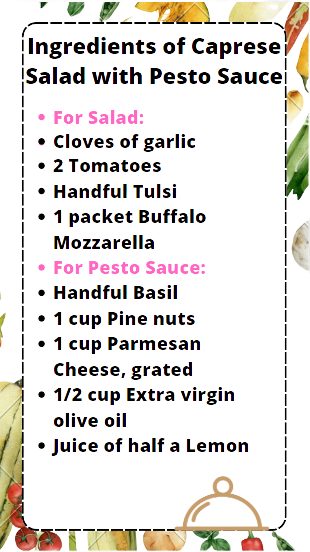 Ingredients of Caprese
Salad with Pesto Sauce
• For Salad:
• Cloves of garlic
• 2 Tomatoes
• Handful Tulsi
• 1 packet Buffalo
Mozzarella
• For Pesto Sauce:
• Handful Basil
• 1 cup Pine nuts
• 1 cup Parmesan
Cheese, grated
• 1/2 cup Extra virgin
olive oil
• Juice of half a Lemon